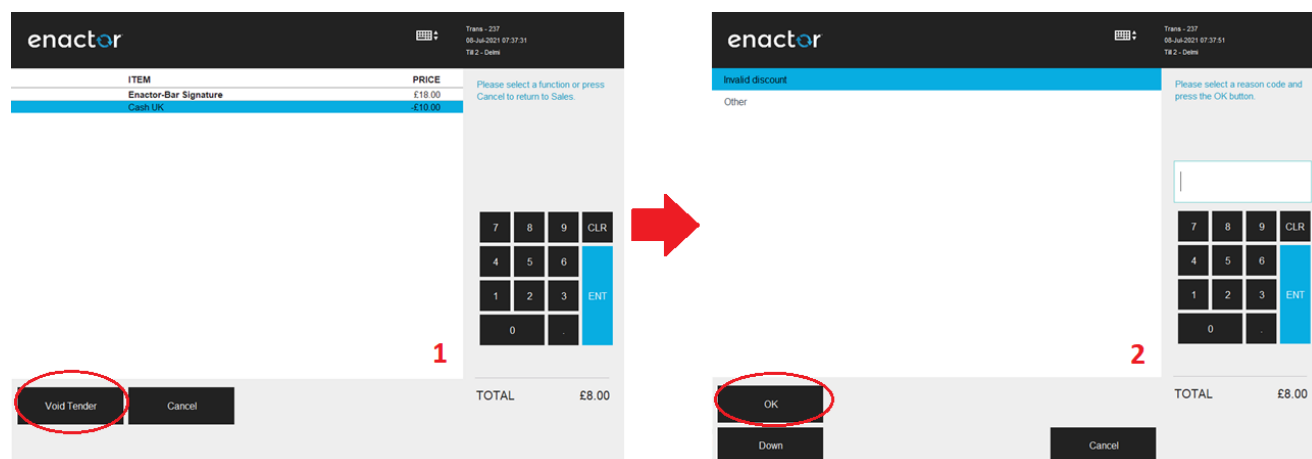 enactor
Trans - 237
08-Jul-2021 07:37:31
Till 2 - Delmi
ITEM PRICE
Enactor-Bar Signature £18.00
Cash UK -£10.00
Please select a function or press
Cancel to return to Sales.
7 8 9 CLR
4 5 6
1 2 3 ENT
0 .
1
Void Tender Cancel
TOTAL £8.00
enactor
Trans - 237
08-Jul-2021 07:37:51
Till 2 - Delmi
Invalid discount
Other
Please select a reason code and
press the OK button.
7 8 9 CLR
4 5 6
1 2 3 ENT
0 .
2
OK
Down Cancel
TOTAL £8.00